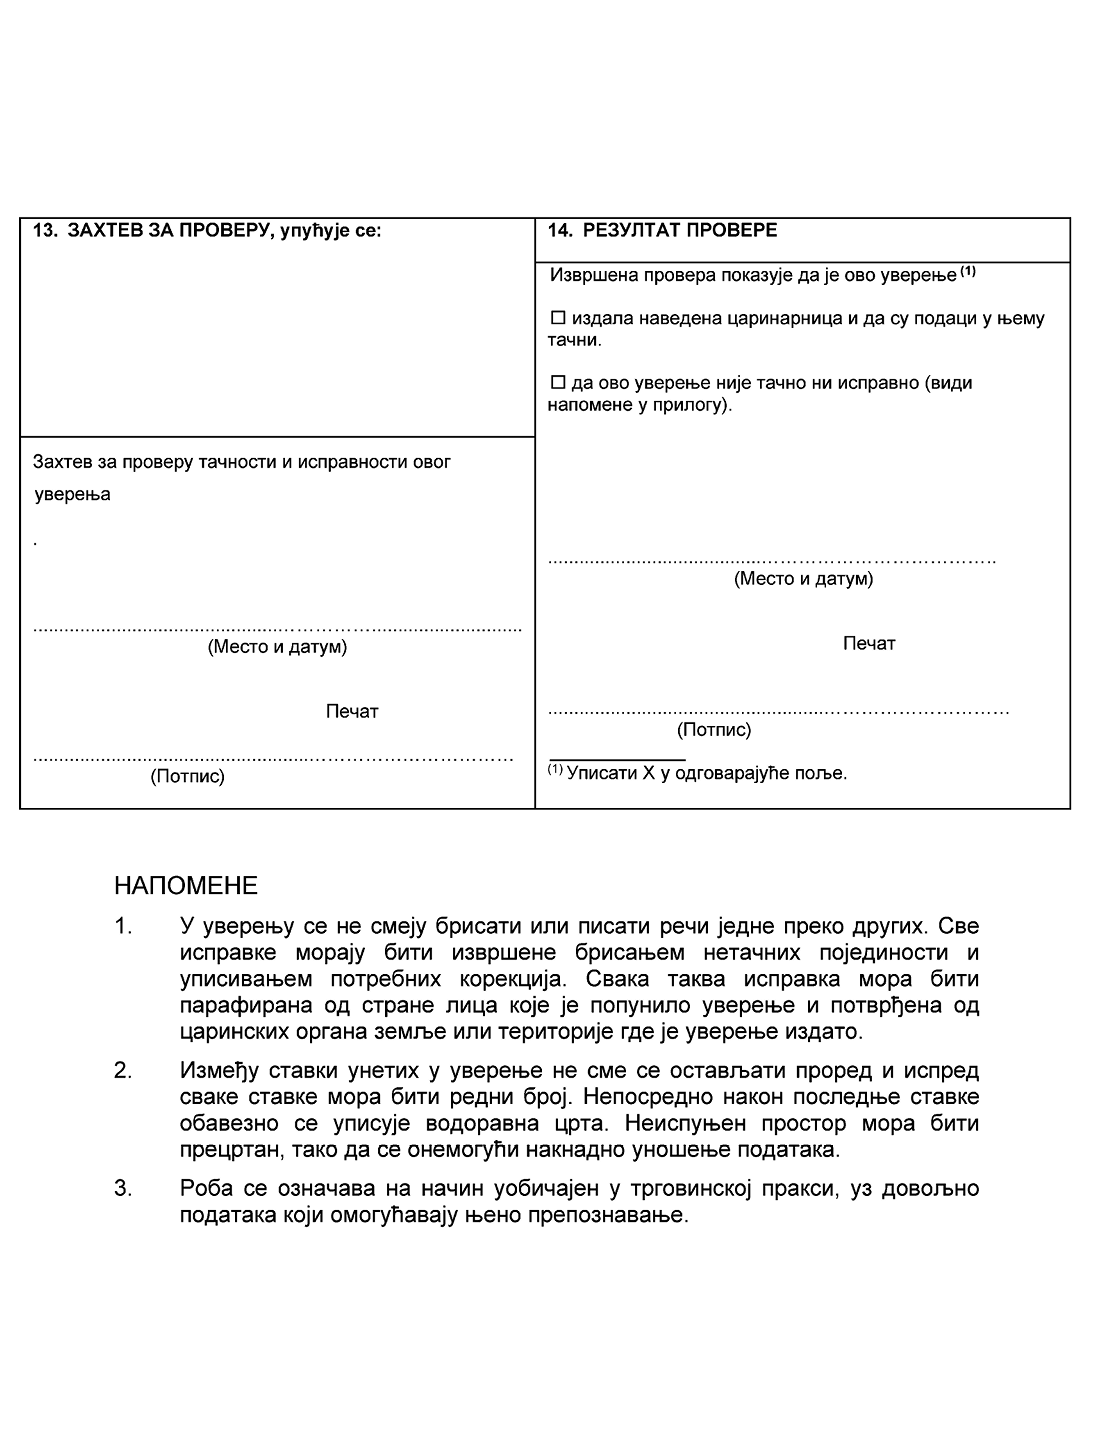 13. ЗАХТЕВ ЗА ПРОВЕРУ, упућује се:
Захтев за проверу тачности и исправности овог
уверења
.
........................................................................................
(Место и датум)
Печат
........................................................................................
(Потпис)
14. РЕЗУЛТАТ ПРОВЕРЕ
Извршена провера показује да је ово уверење (1)
☐ издала наведена царинарница и да су подаци у њему
тачни.
☐ да ово уверење није тачно ни исправно (види
напомене у прилогу).
........................................................................................
(Место и датум)
Печат
........................................................................................
(Потпис)
(1) Уписати X у одговарајуће поље.
НАПОМЕНЕ
1. У уверењу се не смеју брисати или писати речи једне преко других. Све
исправке морају бити извршене брисањем нетачних појединости и
уписивањем потребних корекција. Свака таква исправка мора бити
парафирана од стране лица које је попунило уверење и потврђена од
царинских органа земље или територије где је уверење издато.
2. Између ставки унетих у уверење не сме се остављати проред и испред
сваке ставке мора бити редни број. Непосредно након последње ставке
обавезно се уписује водоравна црта. Неиспуњен простор мора бити
прецртан, тако да се онемогући накнадно уношење података.
3. Роба се означава на начин уобичајен у трговинској пракси, уз довољно
података који омогућавају њено препознавање.